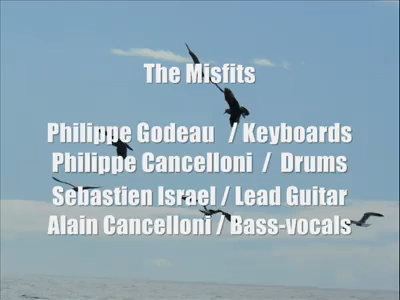 The Misfits
Philippe Godeau / Keyboards
Philippe Cancelloni / Drums
Sebastien Israel / Lead Guitar
Alain Cancelloni / Bass-vocals